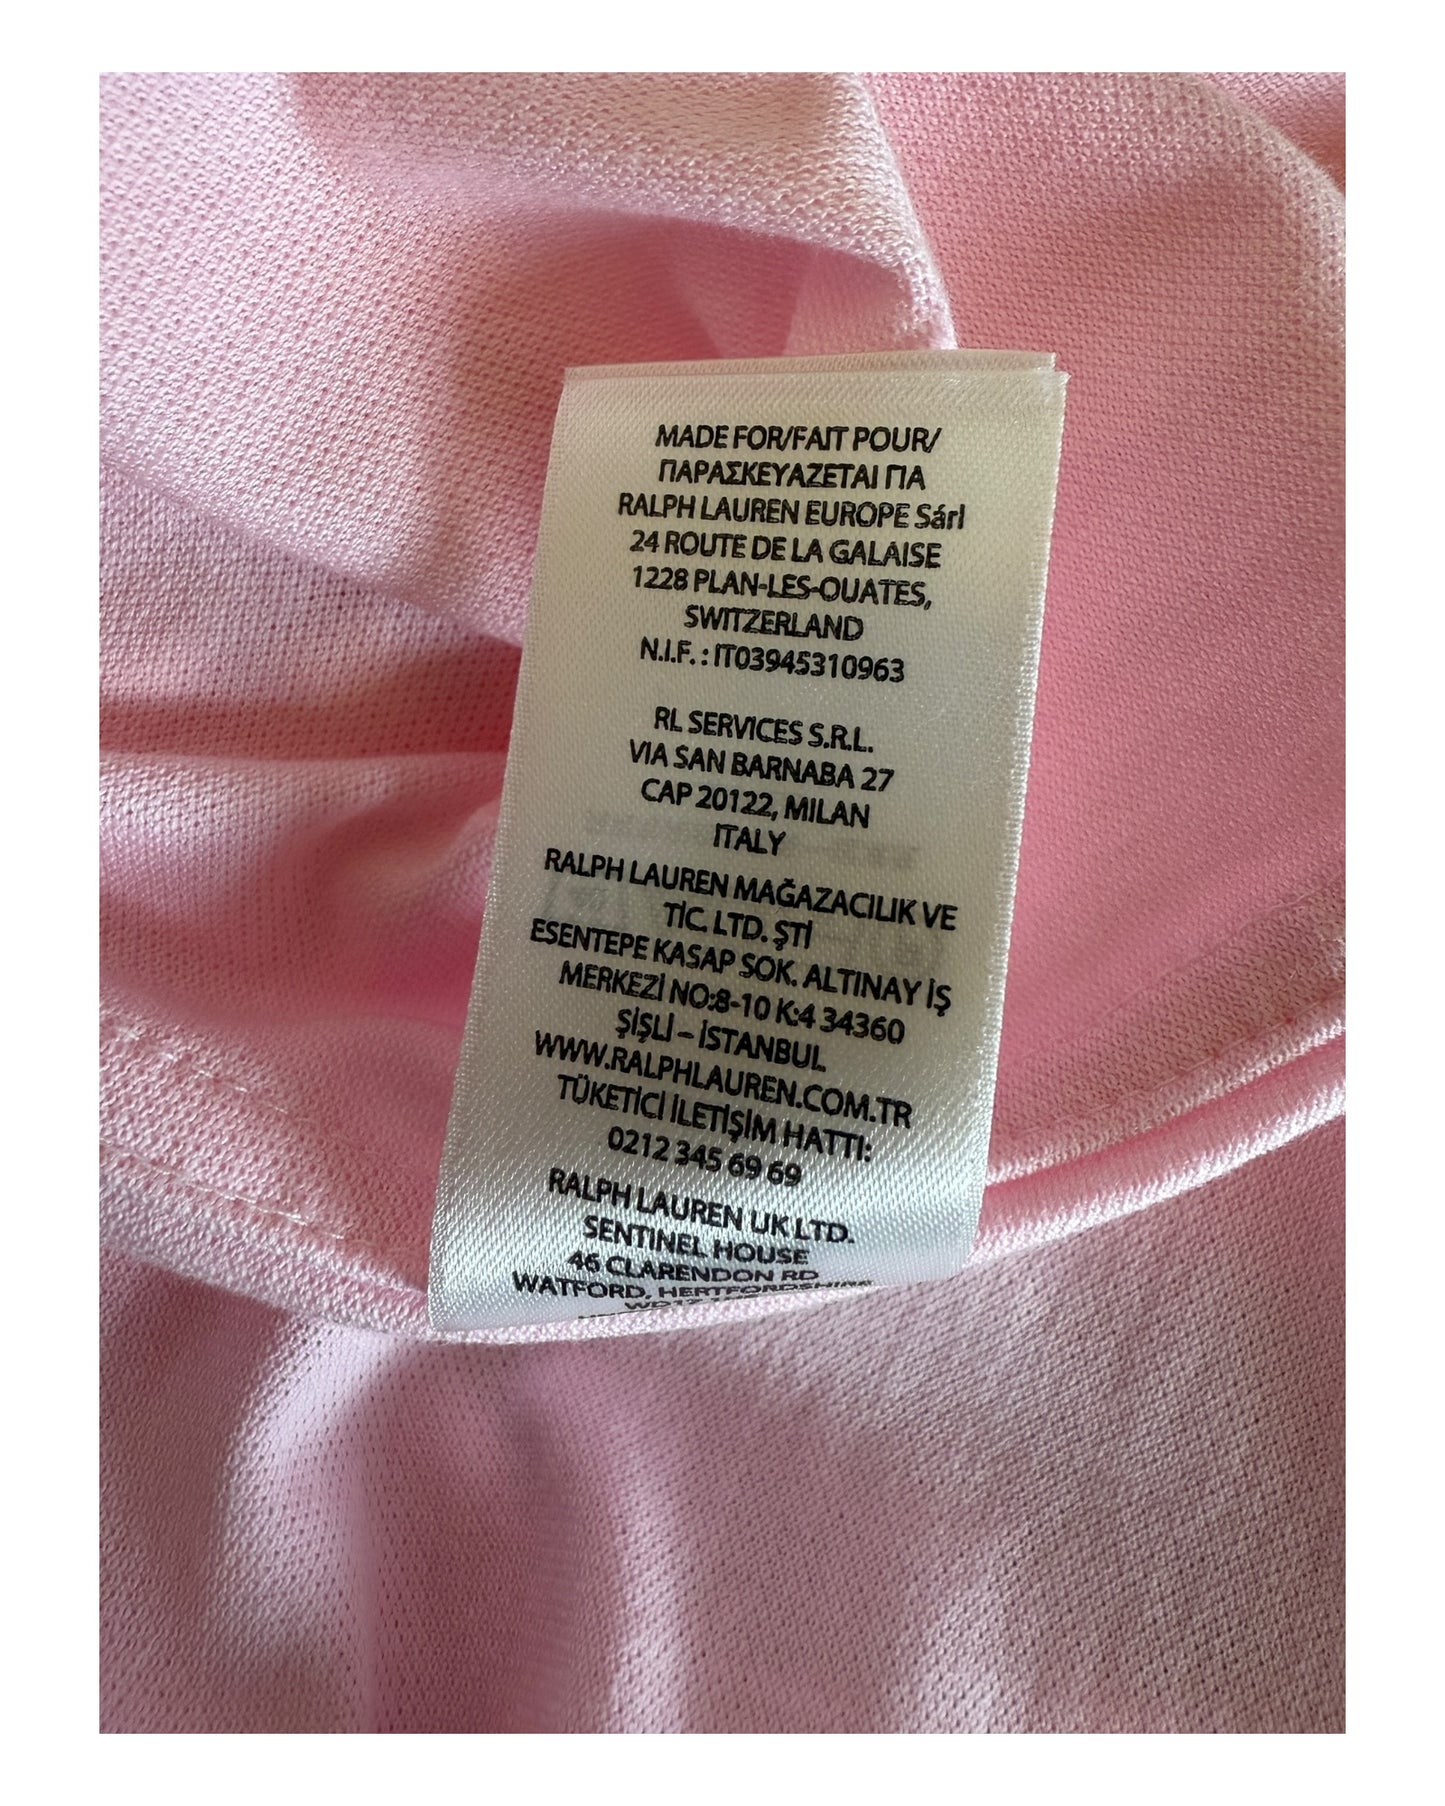 MADE FOR/FAIT POUR/
ΠΑΡΑΣΚΕΥΑΖΕΤΑΙ ΓΙΑ
RALPH LAUREN EUROPE Sárl
24 ROUTE DE LA GALAISE
1228 PLAN-LES-OUATES,
SWITZERLAND
N.I.F. : IT03945310963
RL SERVICES S.R.L.
VIA SAN BARNABA 27
CAP 20122, MILAN
ITALY
RALPH LAUREN MAĞAZACILIK VE
TİC. LTD. ŞTİ
ESENTEPE KASAP SOK. ALTINAY İŞ
MERKEZİ NO:8-10 K:4 34360
ŞİŞLİ – İSTANBUL
WWW.RALPHLAUREN.COM.TR
TÜKETİCİ İLETİŞİM HATTI:
0212 345 69 69
RALPH LAUREN UK LTD.
SENTINEL HOUSE
46 CLARENDON RD
WATFORD, HERTFORDSHIRE